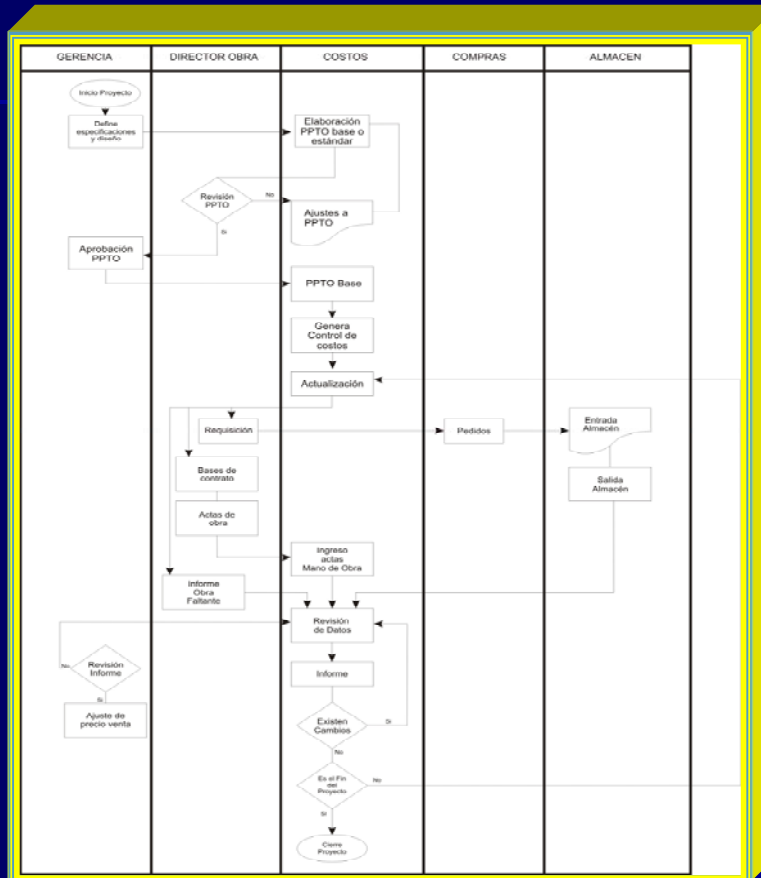 GERENCIA
DIRECTOR OBRA
COSTOS
COMPRAS
ALMACEN
Inicio Proyecto
Define
especificaciones
y diseño
Elaboración
PPTO base o
estándar
Revisión
PPTO
No
Si
Ajustes a
PPTO
Aprobación
PPTO
PPTO Base
Genera
Control de
costos
Actualización
Requisición
Pedidos
Entrada
Almacén
Bases de
contrato
Salida
Almacén
Actas de
obra
Ingreso
actas
Mano de Obra
Informe
Obra
Faltante
Revisión
de Datos
No
Revisión
Informe
Si
Informe
Ajuste de
precio venta
Existen
Cambios
Si
No
Es el Fin
del
Proyecto
No
Si
Cierre
Proyecto